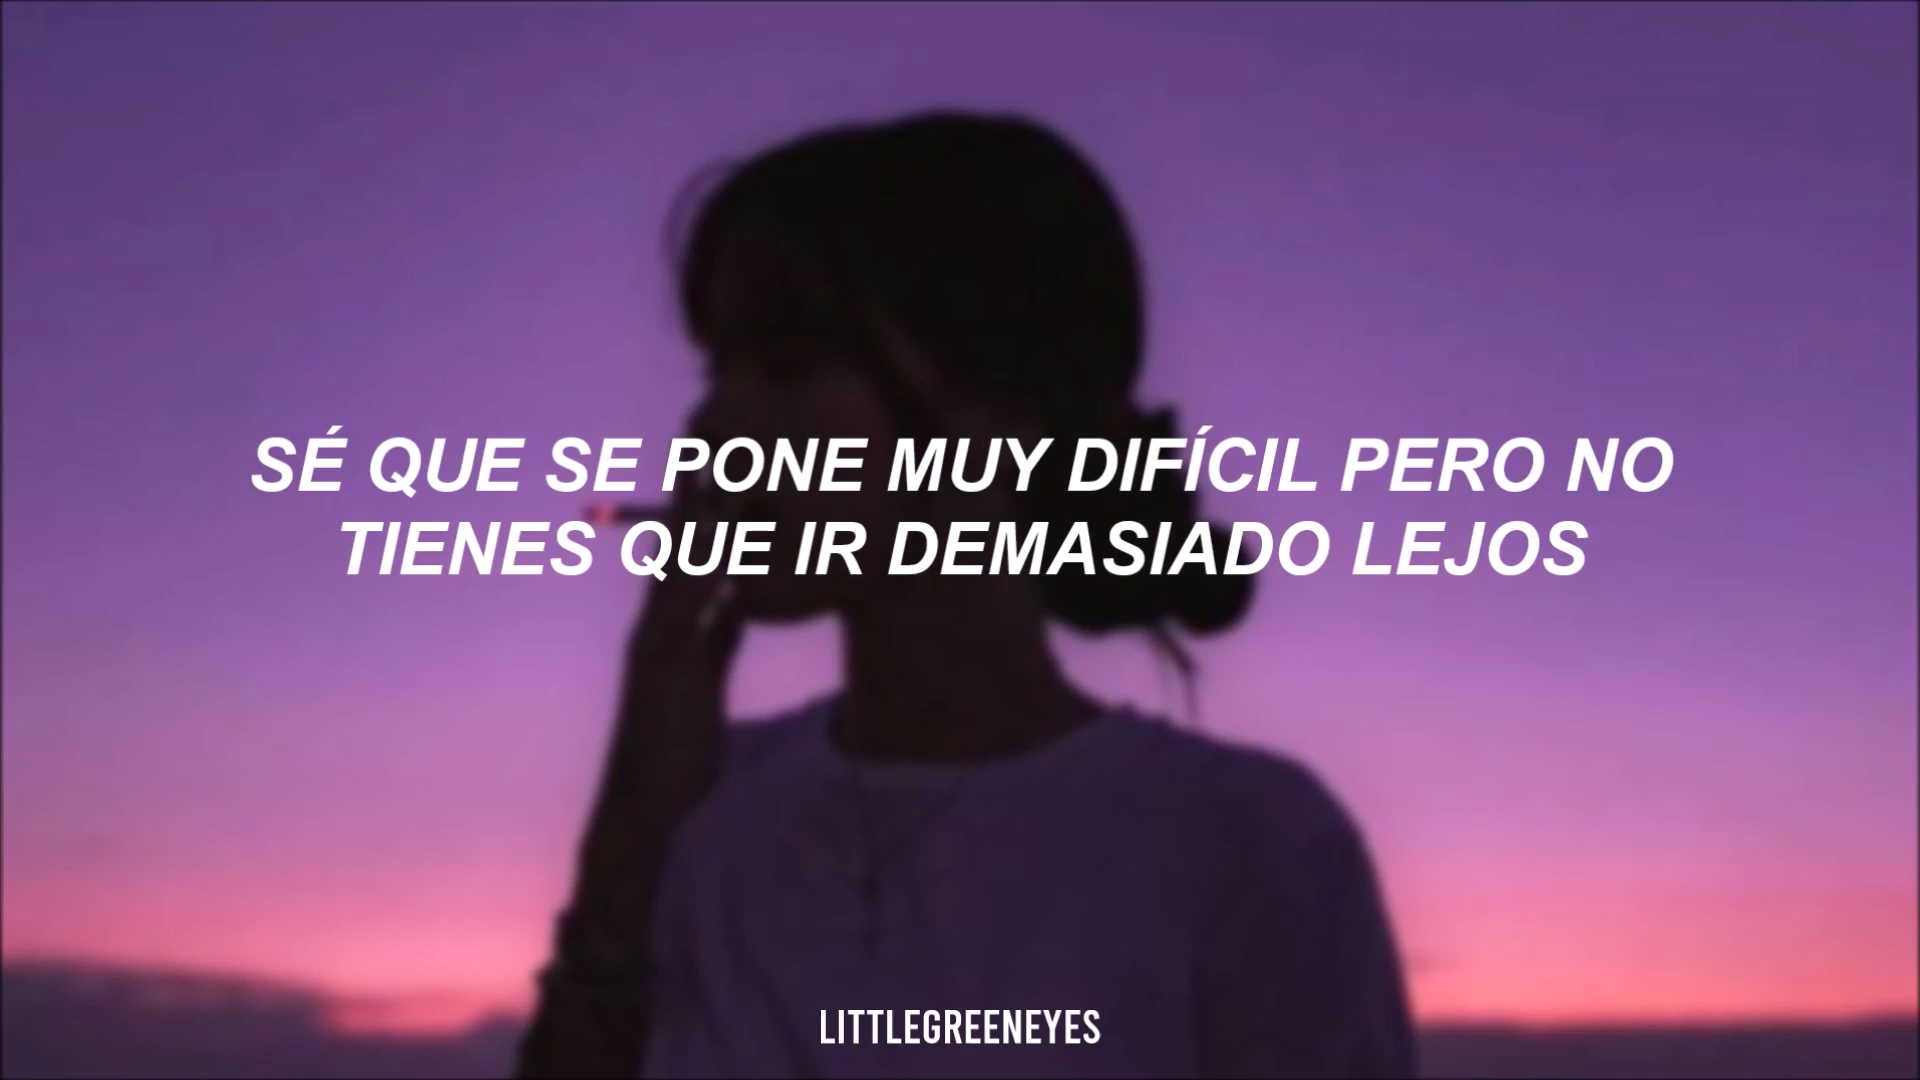 SÉ QUE SE PONE MUY DIFÍCIL PERO NO
TIENES QUE IR DEMASIADO LEJOS
LITTLEGREENEYES